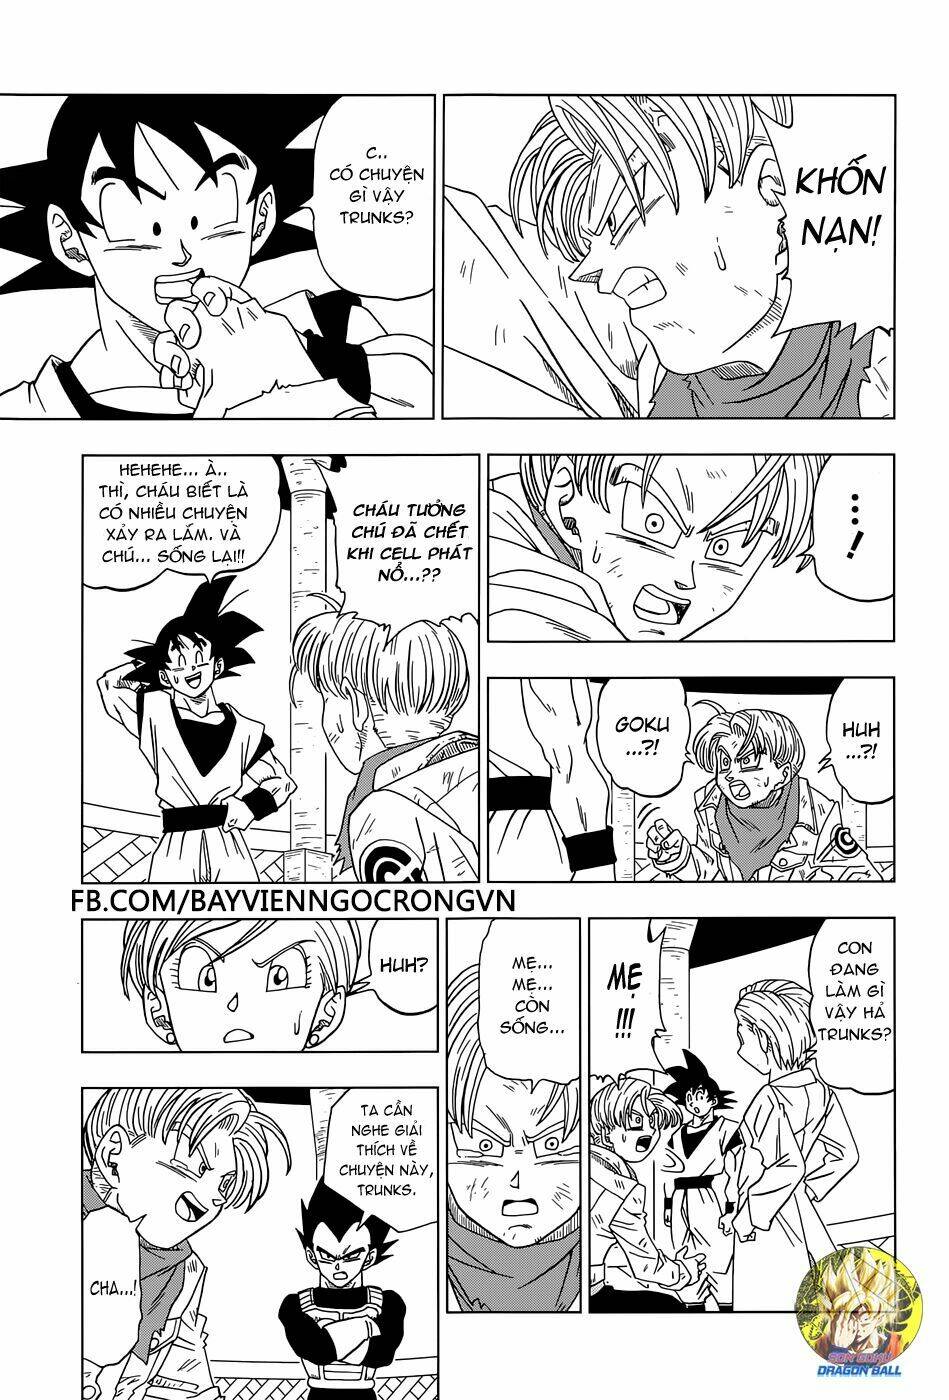 KHỐN
NẠN!
C..
CÓ CHUYỆN
GÌ VẬY
TRUNKS?
...!
CHÁU TƯỞNG
CHÚ ĐÃ CHẾT
KHI CELL PHÁT
NỔ...??
HEHEHE... À..
THÌ, CHÁU BIẾT LÀ
CÓ NHIỀU CHUYỆN
XẢY RA LẮM. VÀ
CHÚ... SỐNG LẠI!!
HUH
...?!
GOKU
...?!
FB.COM/BAYVIENNGOCRONGVN
CON
ĐANG
LÀM GÌ
VẬY HẢ
TRUNKS?
MẸ
!!!
MẸ...
MẸ...
CÒN
SỐNG...
HUH?
TA CẦN
NGHE GIẢI
THÍCH VỀ
CHUYỆN NÀY,
TRUNKS.
CHA...!
SON GOKU
DRAGON BALL